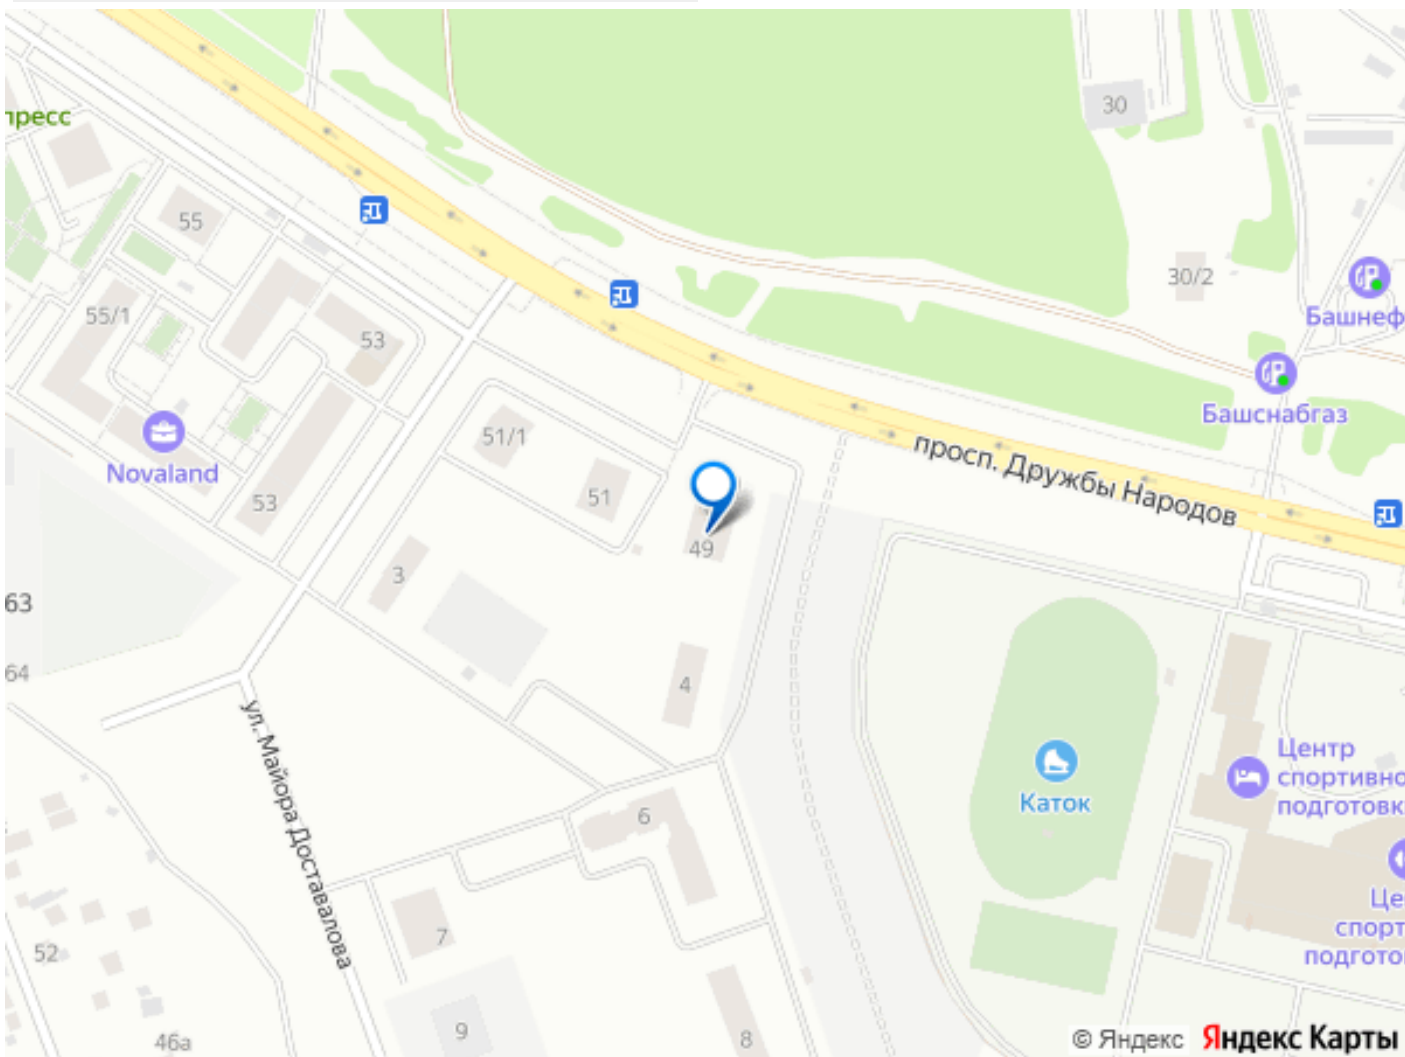 пресс
30
55
30/2
55/1
Башнеф
53
Башснабгаз
51/1
просп. Дружбы Народов
Novaland
51
53
49
3
63
64
4
ул. Майора Доставалова
Центр
спортивно
подготовк
Каток
6
Це
спорт
подгото
7
52
9
8
46а
© Яндекс Яндекс Карты